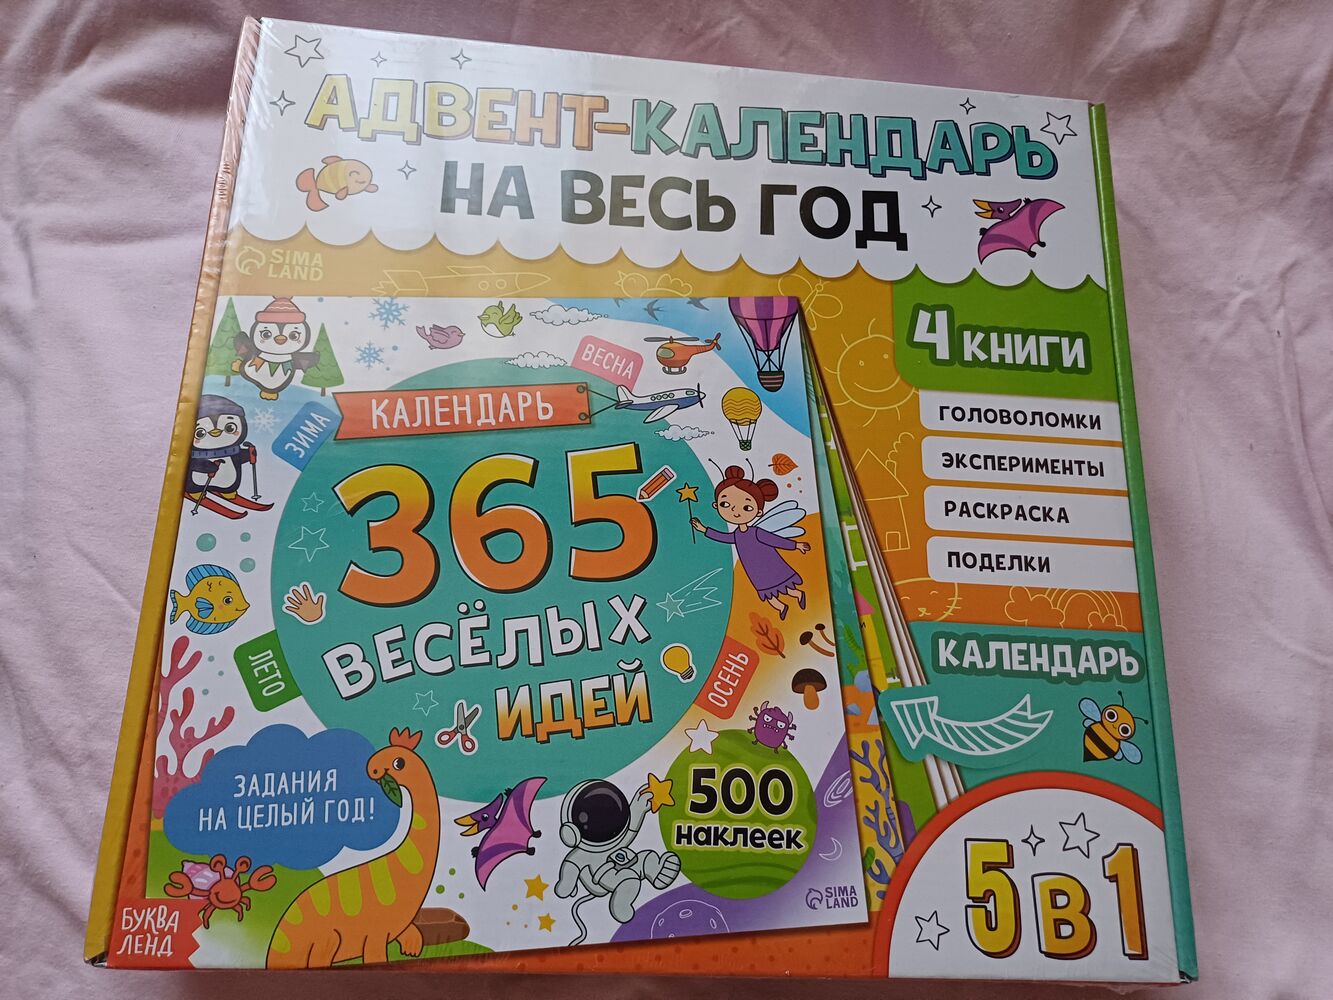 АДВЕНТ-КАЛЕНДАРЬ
НА ВЕСЬ ГОД
SIMA
LAND
4 КНИГИ
ГОЛОВОЛОМКИ
ЭКСПЕРИМЕНТЫ
РАСКРАСКА
ПОДЕЛКИ
КАЛЕНДАРЬ
5 В 1
ВЕСНА
ЗИМА
КАЛЕНДАРЬ
365
ВЕСЁЛЫХ
ИДЕЙ
ЛЕТО
ОСЕНЬ
ЗАДАНИЯ
НА ЦЕЛЫЙ ГОД!
500
наклеек
SIMA
LAND
БУКВА
ЛЕНД